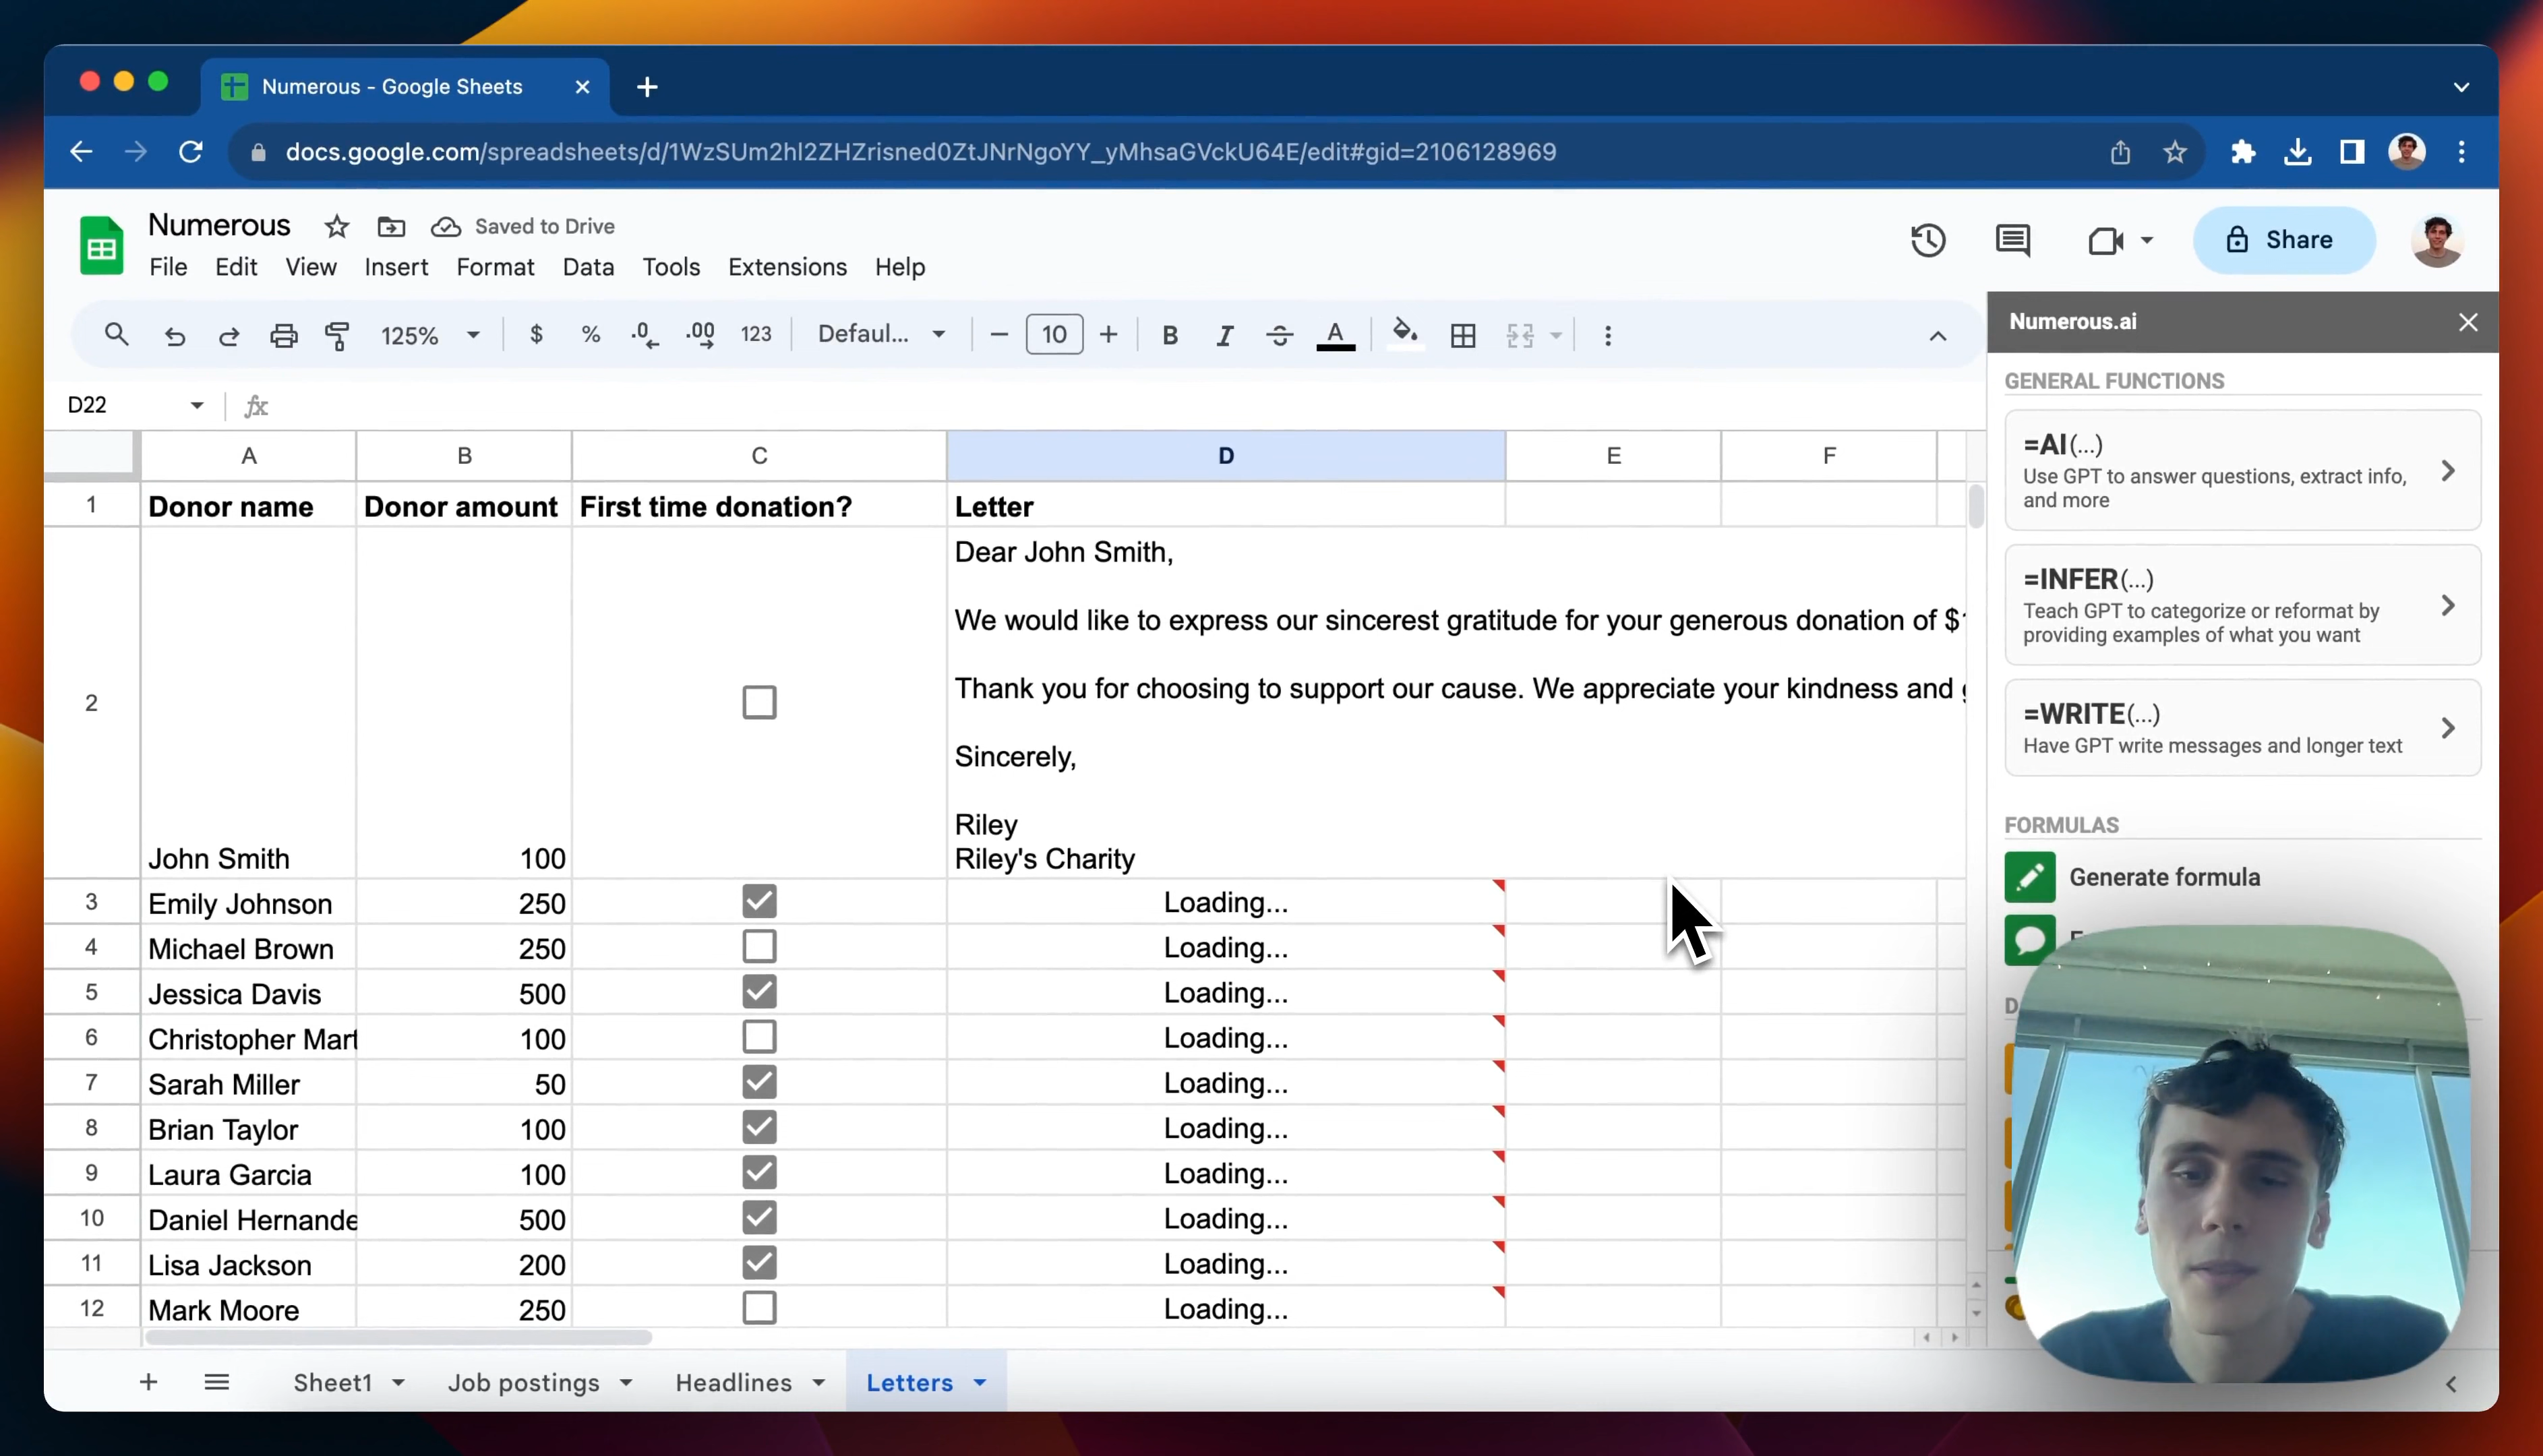 Numerous - Google Sheets
docs.google.com/spreadsheets/d/1WzSUm2hl2ZHZrisned0ZtJNrNgoYY_yMhsaGVckU64E/edit#gid=2106128969
Numerous
Saved to Drive
File Edit View Insert Format Data Tools Extensions Help
Share
125% $ % .0 .00 123 Defaul... 10 B I A
D22 fx
A B C D E F
1 Donor name Donor amount First time donation? Letter
Dear John Smith,
We would like to express our sincerest gratitude for your generous donation of $
Thank you for choosing to support our cause. We appreciate your kindness and
Sincerely,
Riley
2 John Smith 100 Riley's Charity
3 Emily Johnson 250 Loading...
4 Michael Brown 250 Loading...
5 Jessica Davis 500 Loading...
6 Christopher Mart 100 Loading...
7 Sarah Miller 50 Loading...
8 Brian Taylor 100 Loading...
9 Laura Garcia 100 Loading...
10 Daniel Hernande 500 Loading...
11 Lisa Jackson 200 Loading...
12 Mark Moore 250 Loading...
Sheet1 Job postings Headlines Letters
Numerous.ai
GENERAL FUNCTIONS
=AI(...)
Use GPT to answer questions, extract info,
and more
=INFER(...)
Teach GPT to categorize or reformat by
providing examples of what you want
=WRITE(...)
Have GPT write messages and longer text
FORMULAS
Generate formula